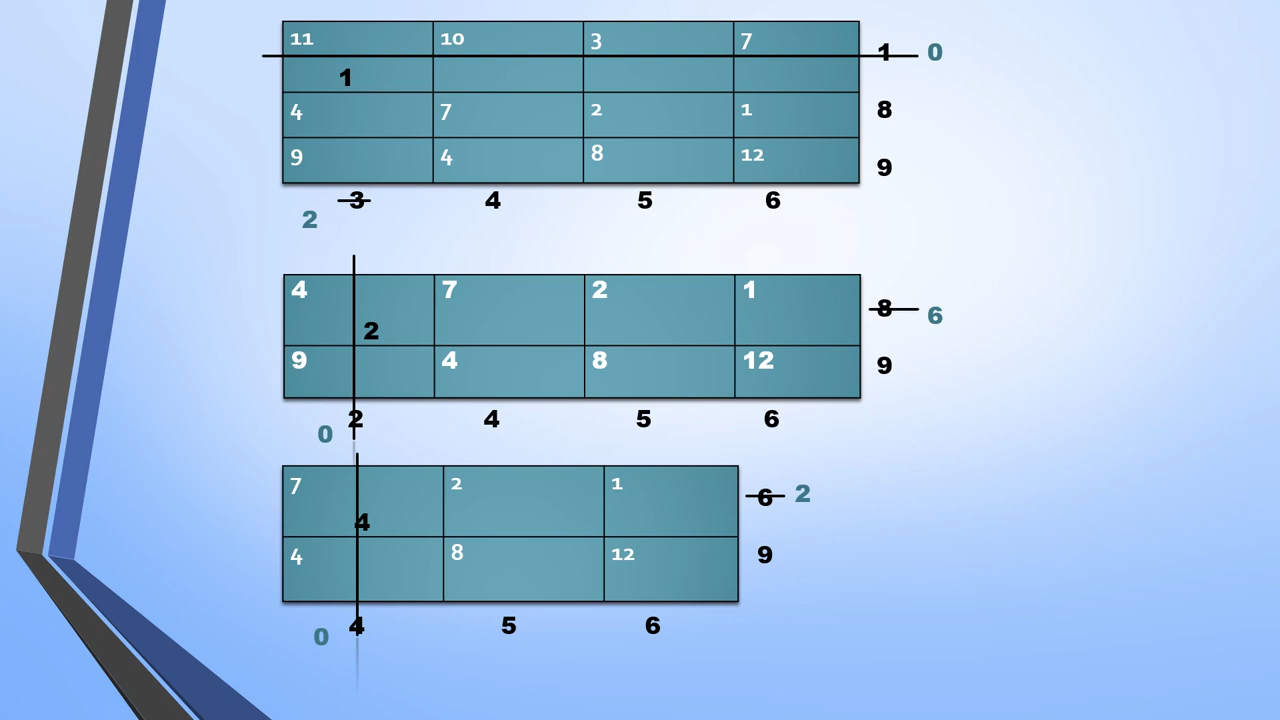 11 10 3 7 1 0
1
4 7 2 1 8
9 4 8 12 9
3 4 5 6
2
4 7 2 1 8 6
2
9 4 8 12 9
2 4 5 6
0
7 2 1 6 2
4
4 8 12 9
4 5 6
0